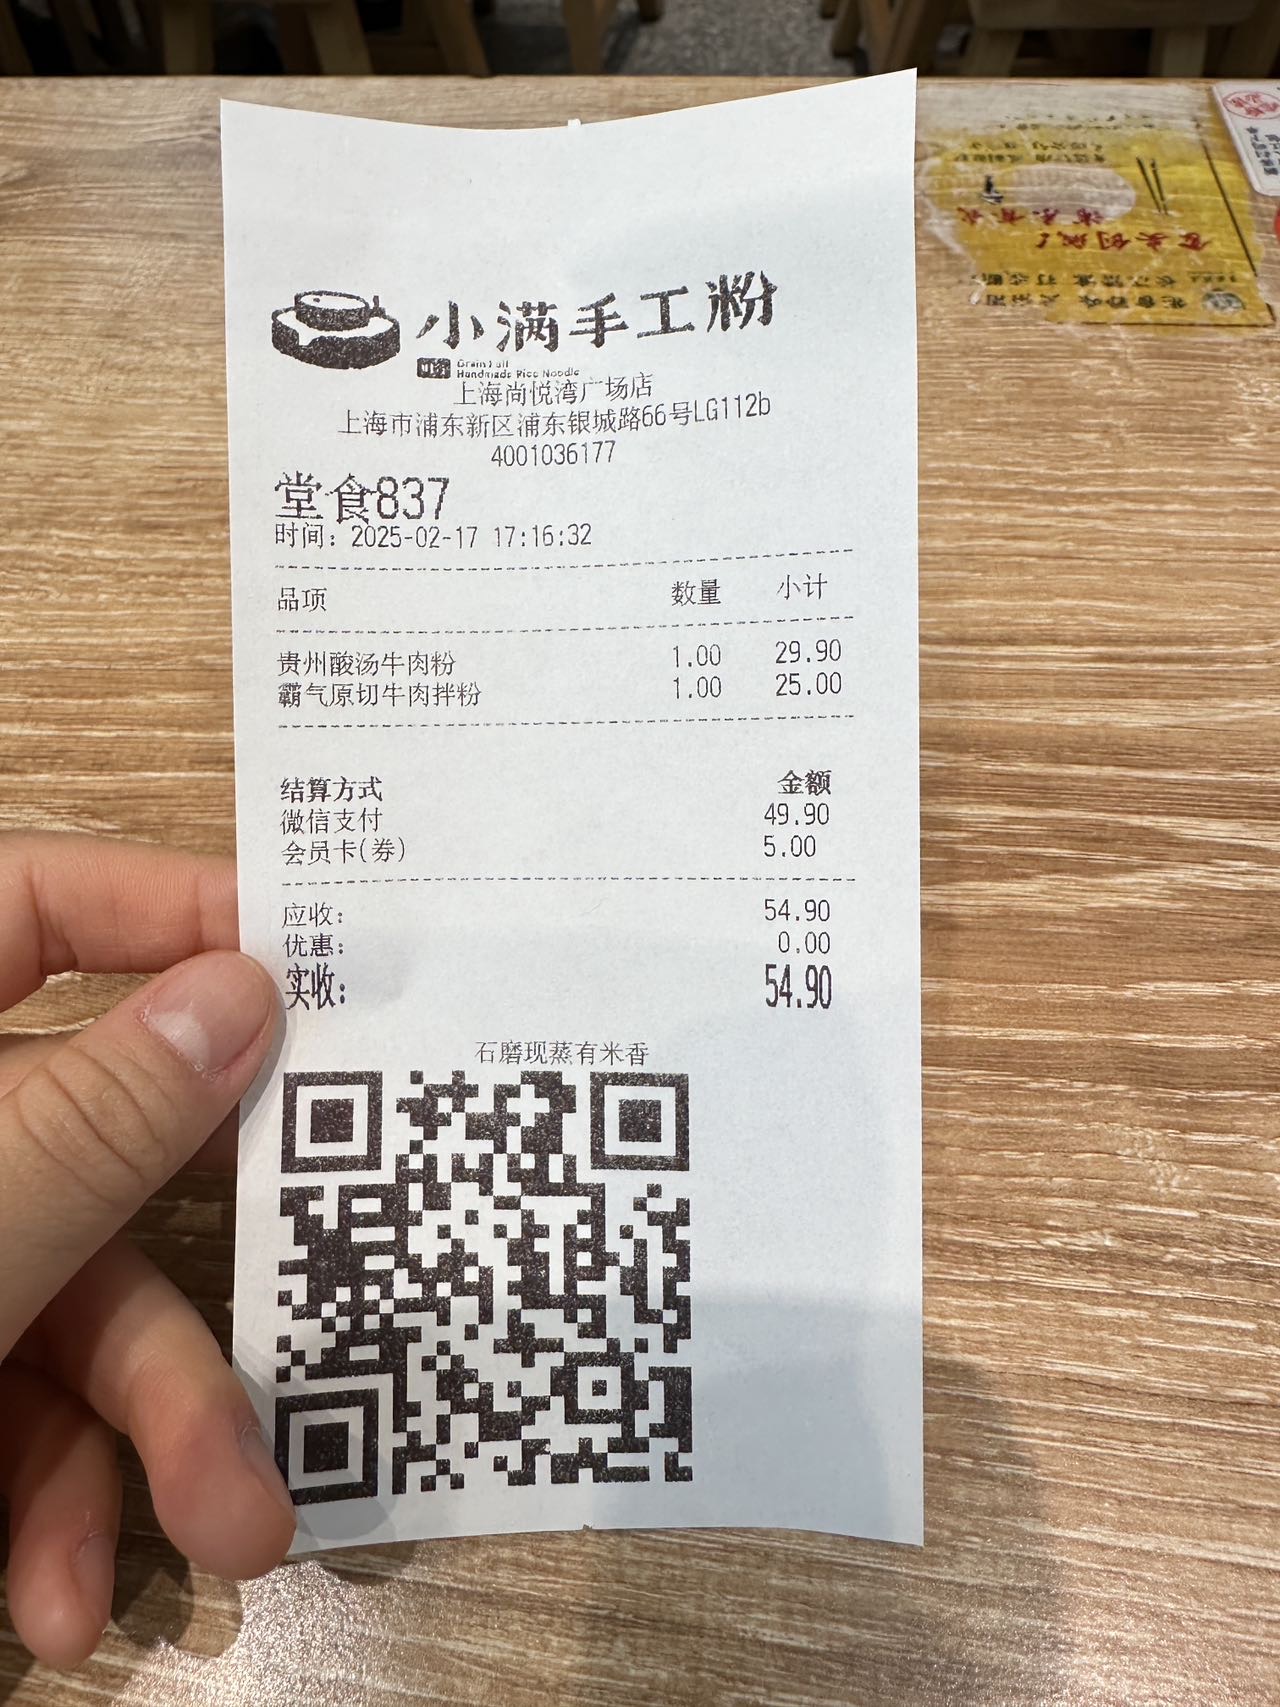 小满手工粉
Grain Full
Handmade Rice Noodle
上海尚悦湾广场店
上海市浦东新区浦东银城路66号LG112b
4001036177
堂食837
时间：2025-02-17 17:16:32
品项 数量 小计
贵州酸汤牛肉粉 1.00 29.90
霸气原切牛肉拌粉 1.00 25.00
结算方式 金额
微信支付 49.90
会员卡(券) 5.00
应收： 54.90
优惠： 0.00
实收： 54.90
石磨现蒸有米香